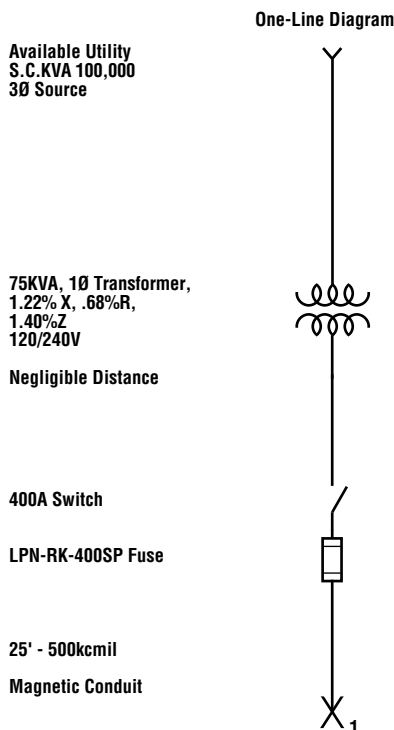 One-Line Diagram
Available Utility
S.C.KVA 100,000
3Ø Source
75KVA, 1Ø Transformer,
1.22% X, .68%R,
1.40%Z
120/240V
Negligible Distance
400A Switch
LPN-RK-400SP Fuse
25' - 500kcmil
Magnetic Conduit
1